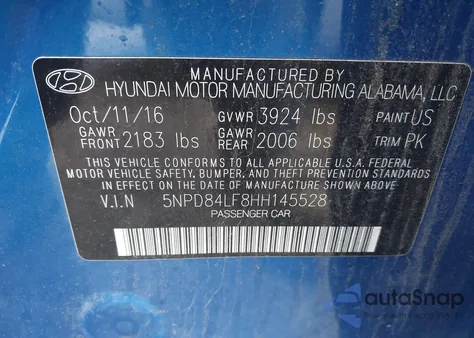 MANUFACTURED BY
HYUNDAI MOTOR MANUFACTURING ALABAMA, LLC
Oct/11/16 GVWR 3924 lbs PAINT US
GAWR FRONT 2183 lbs GAWR REAR 2006 lbs TRIM PK
THIS VEHICLE CONFORMS TO ALL APPLICABLE U.S.A. FEDERAL
MOTOR VEHICLE SAFETY, BUMPER, AND THEFT PREVENTION STANDARDS
IN EFFECT ON THE DATE OF MANUFACTURE SHOWN ABOVE.
V.I.N 5NPD84LF8HH145528
PASSENGER CAR
autoSnap